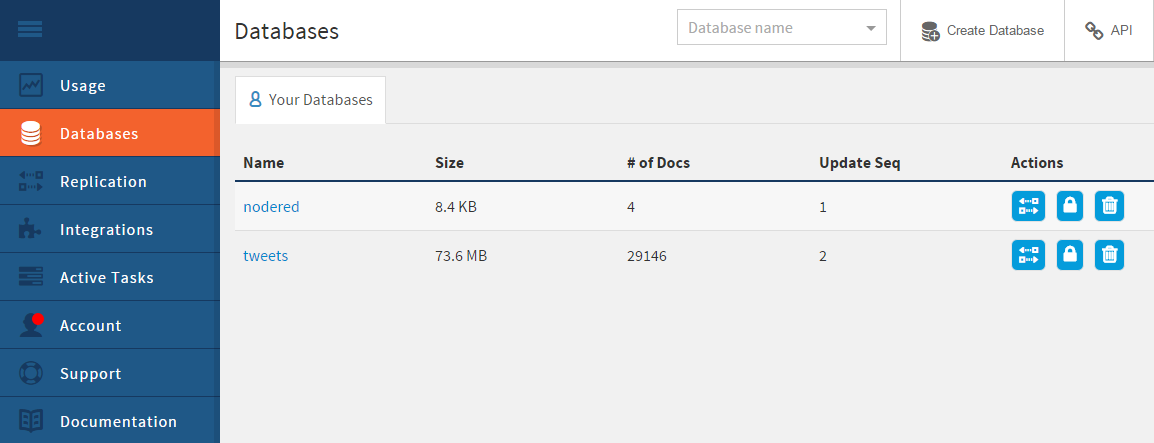 Databases
Database name
Create Database
API
Usage
Databases
Replication
Integrations
Active Tasks
Account
Support
Documentation
Your Databases
Name Size # of Docs Update Seq Actions
nodered 8.4 KB 4 1
tweets 73.6 MB 29146 2